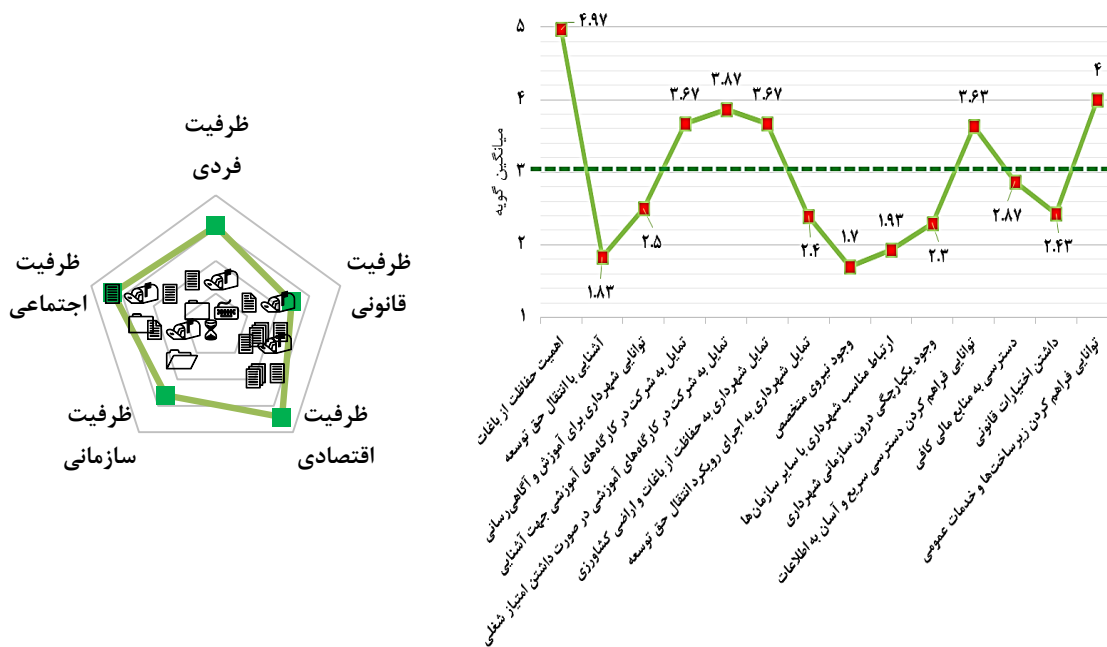 ظرفیت
فردی
ظرفیت
قانونی
ظرفیت
اقتصادی
ظرفیت
سازمانی
ظرفیت
اجتماعی
میانگین گویه
۵
۴
۳
۲
۱
۴.۹۷
۱.۸۳
۲.۵
۳.۶۷
۳.۸۷
۳.۶۷
۲.۴
۱.۷
۱.۹۳
۲.۳
۳.۶۳
۲.۸۷
۲.۴۳
۴
اهمیت حفاظت از باغات
آشنایی با انتقال حق توسعه
توانایی شهرداری برای آموزش و آگاهی‌رسانی
تمایل به شرکت در کارگاه‌های آموزشی جهت آشنایی
تمایل به شرکت در کارگاه‌های آموزشی در صورت داشتن امتیاز شغلی
تمایل شهرداری به حفاظت از باغات و اراضی کشاورزی
تمایل شهرداری به اجرای رویکرد انتقال حق توسعه
وجود نیروی متخصص
ارتباط مناسب شهرداری با سایر سازمان‌ها
وجود یکپارچگی درون سازمانی شهرداری
توانایی فراهم کردن دسترسی سریع و آسان به اطلاعات
دسترسی به منابع مالی کافی
داشتن اختیارات قانونی
توانایی فراهم کردن زیرساخت‌ها و خدمات عمومی